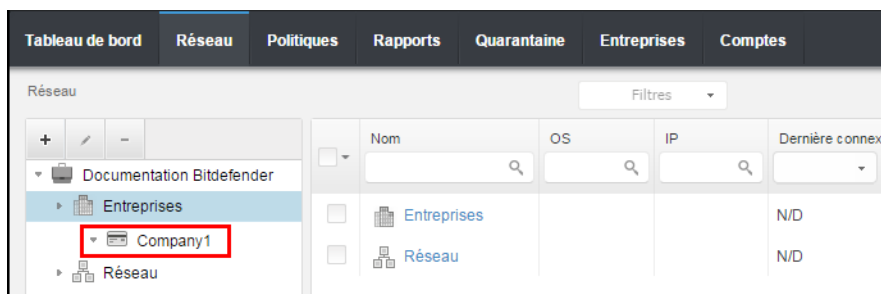 Tableau de bord Réseau Politiques Rapports Quarantaine Entreprises Comptes
Réseau
Filtres
Nom OS IP Dernière connex
Documentation Bitdefender
Entreprises
Company1
Réseau
Entreprises N/D
Réseau N/D